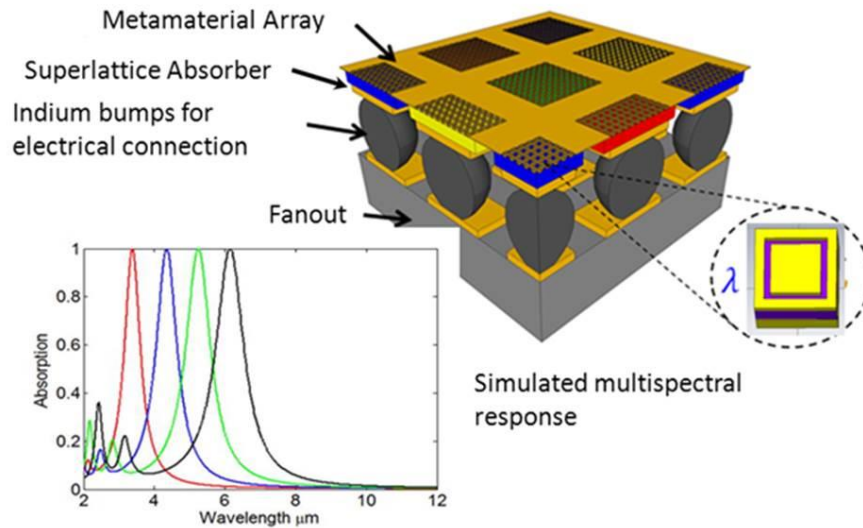 Metamaterial Array
Superlattice Absorber
Indium bumps for
electrical connection
Fanout
λ
Simulated multispectral
response
1
0.8
0.6
0.4
0.2
0
Absorption
2 4 6 8 10 12
Wavelength μm